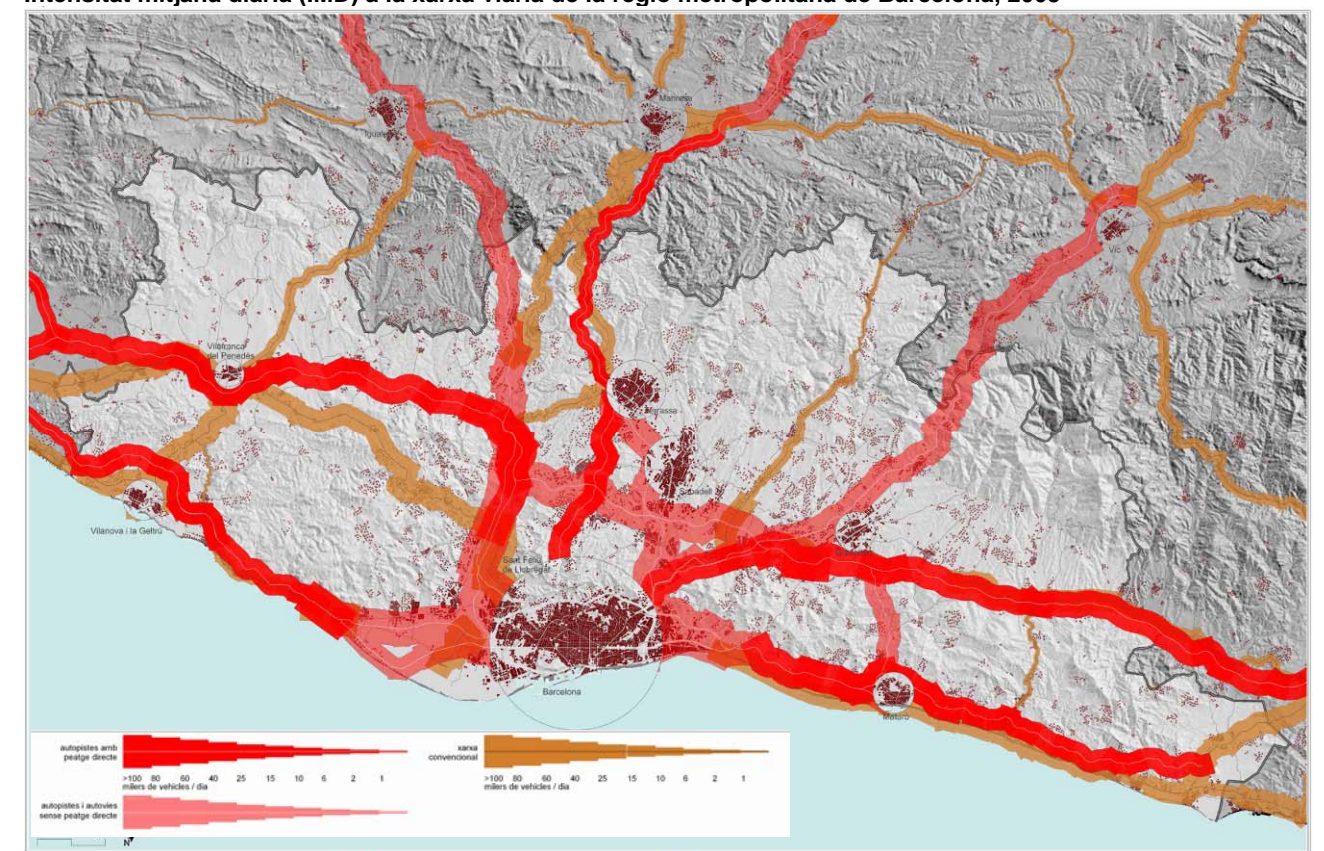 Intensitat mitjana diària (IMD) a la xarxa viària de la regió metropolitana de Barcelona,
Manresa
Igualada
Vic
Vilafranca
del Penedès
Terrassa
Sabadell
Vilanova i la Geltrú
Sant Feliu
de Llobregat
Barcelona
Mataró
autopistes amb
peatge directe
>100 80 60 40 25 15 10 6 2 1
milers de vehicles / dia
autopistes i autovies
sense peatge directe
xarxa
convencional
>100 80 60 40 25 15 10 6 2 1
milers de vehicles / dia
N